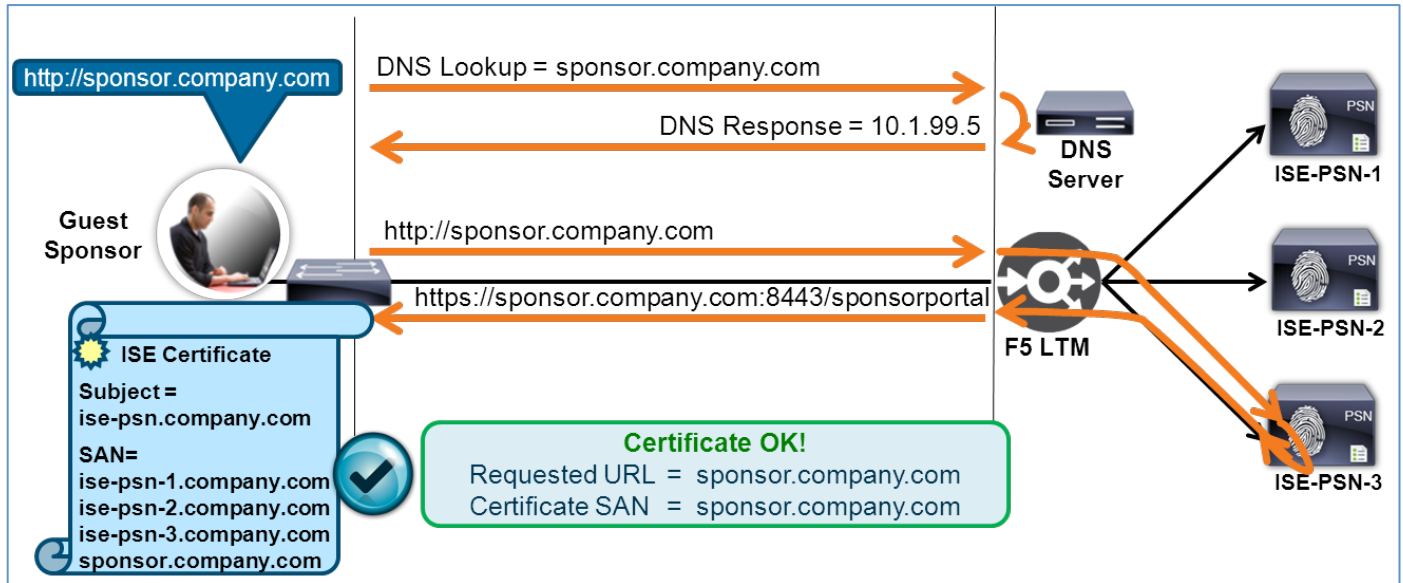 http://sponsor.company.com
DNS Lookup = sponsor.company.com
DNS Response = 10.1.99.5
DNS
Server
PSN
ISE-PSN-1
Guest
Sponsor
http://sponsor.company.com
https://sponsor.company.com:8443/sponsorportal
F5 LTM
PSN
ISE-PSN-2
PSN
ISE-PSN-3
ISE Certificate
Subject =
ise-psn.company.com
SAN=
ise-psn-1.company.com
ise-psn-2.company.com
ise-psn-3.company.com
sponsor.company.com
Certificate OK!
Requested URL = sponsor.company.com
Certificate SAN = sponsor.company.com